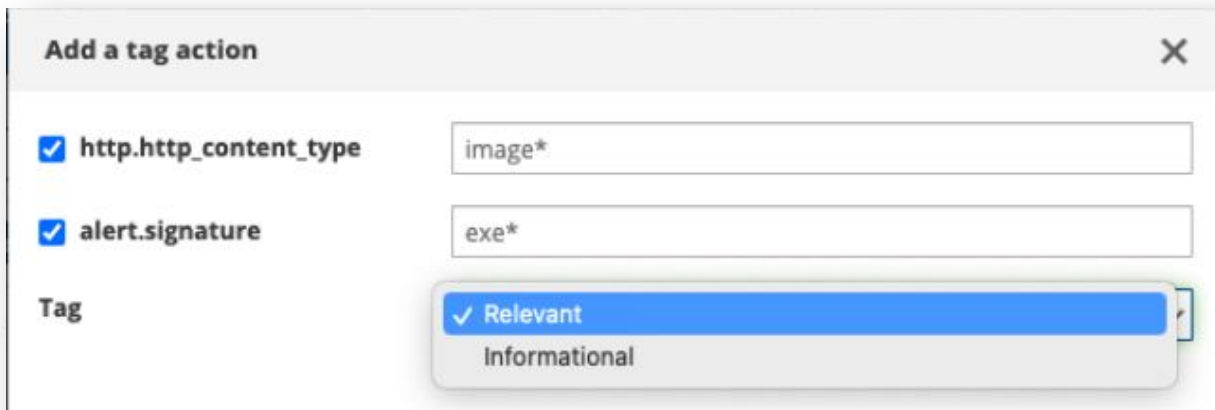 Add a tag action
http.http_content_type image*
alert.signature exe*
Tag
Relevant
Informational